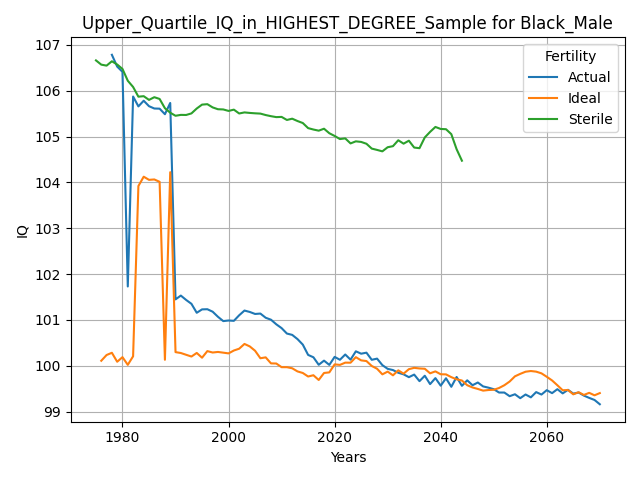 Upper_Quartile_IQ_in_HIGHEST_DEGREE_Sample for Black_Male
107
106
105
104
103
102
101
100
99
IQ
Fertility
Actual
Ideal
Sterile
1980
2000
2020
2040
2060
Years